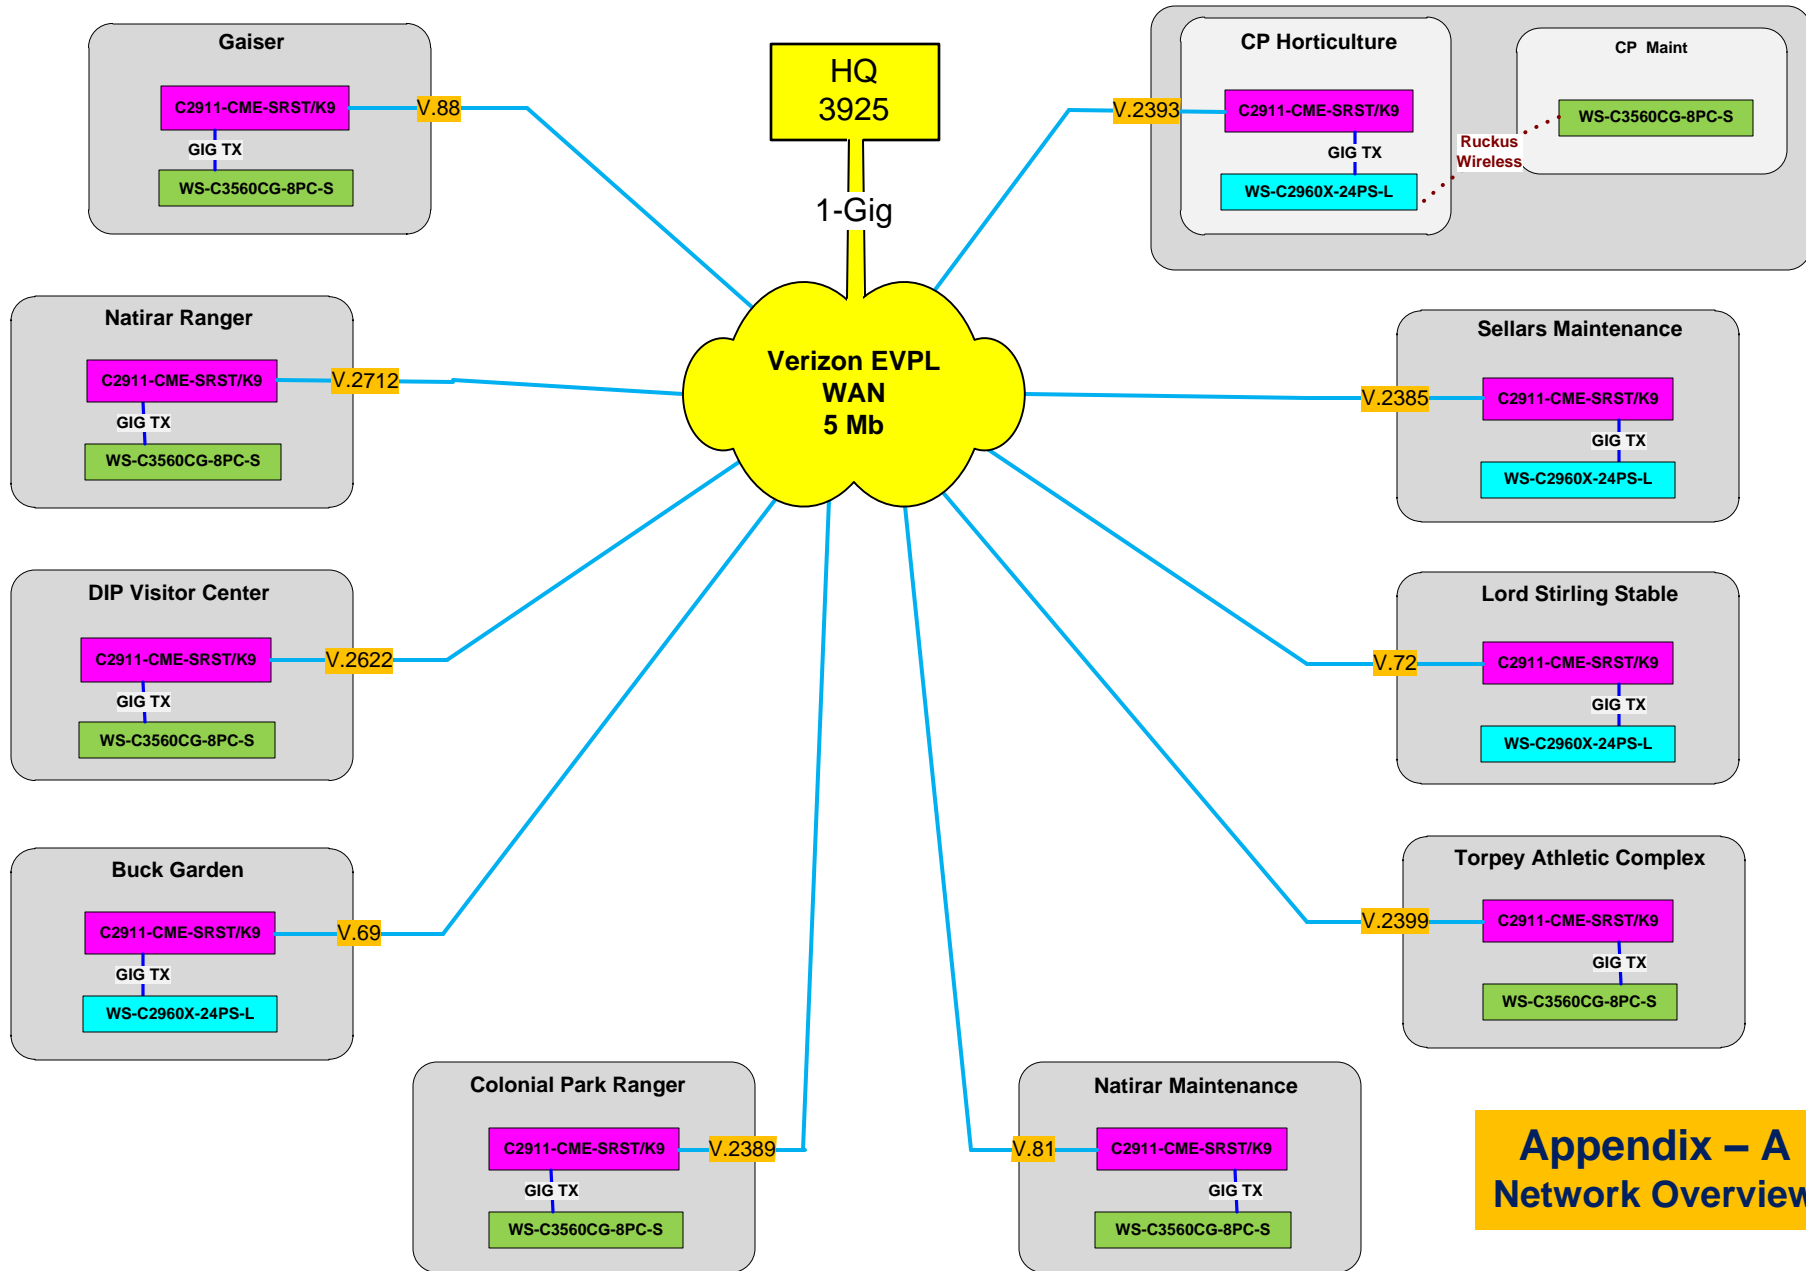 Gaiser
C2911-CME-SRST/K9
V.88
GIG TX
WS-C3560CG-8PC-S
HQ
3925
1-Gig
CP Horticulture
V.2393
C2911-CME-SRST/K9
GIG TX
WS-C2960X-24PS-L
Ruckus
Wireless
CP Maint
WS-C3560CG-8PC-S
Natirar Ranger
C2911-CME-SRST/K9
V.2712
GIG TX
WS-C3560CG-8PC-S
Verizon EVPL
WAN
5 Mb
Sellars Maintenance
V.2385
C2911-CME-SRST/K9
GIG TX
WS-C2960X-24PS-L
DIP Visitor Center
C2911-CME-SRST/K9
V.2622
GIG TX
WS-C3560CG-8PC-S
Lord Stirling Stable
V.72
C2911-CME-SRST/K9
GIG TX
WS-C2960X-24PS-L
Buck Garden
C2911-CME-SRST/K9
V.69
GIG TX
WS-C2960X-24PS-L
Torpey Athletic Complex
V.2399
C2911-CME-SRST/K9
GIG TX
WS-C3560CG-8PC-S
Colonial Park Ranger
C2911-CME-SRST/K9
V.2389
GIG TX
WS-C3560CG-8PC-S
Natirar Maintenance
V.81
C2911-CME-SRST/K9
GIG TX
WS-C3560CG-8PC-S
Appendix – A
Network Overview